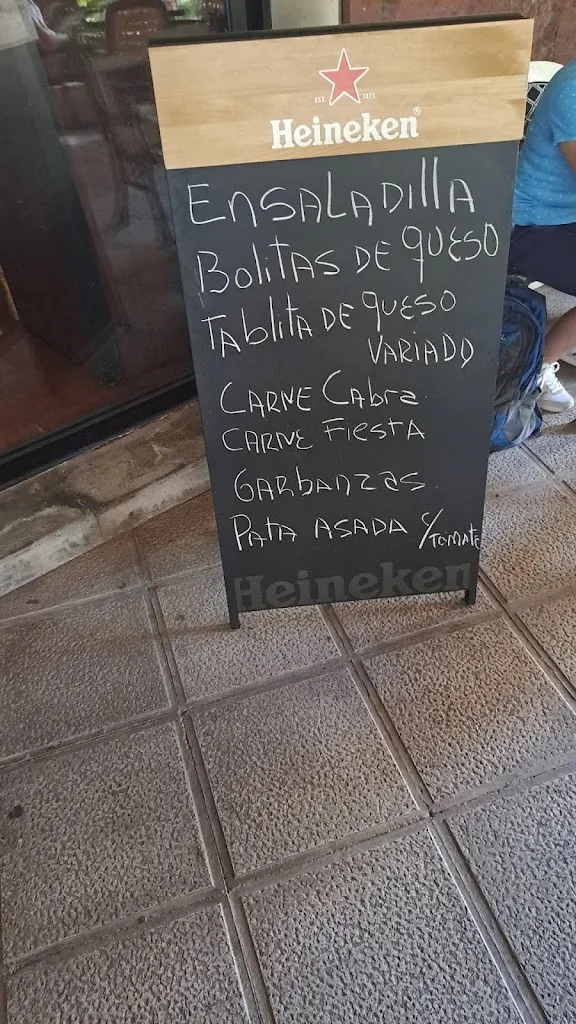 EST. 1873
Heineken®
ENSALADILLA
BOLITAS DE QUESO
TABLITA DE QUESO
VARIADO
CARNE CABRA
CARNE FIESTA
GARBANZAS
PATA ASADA C/TOMATE
Heineken